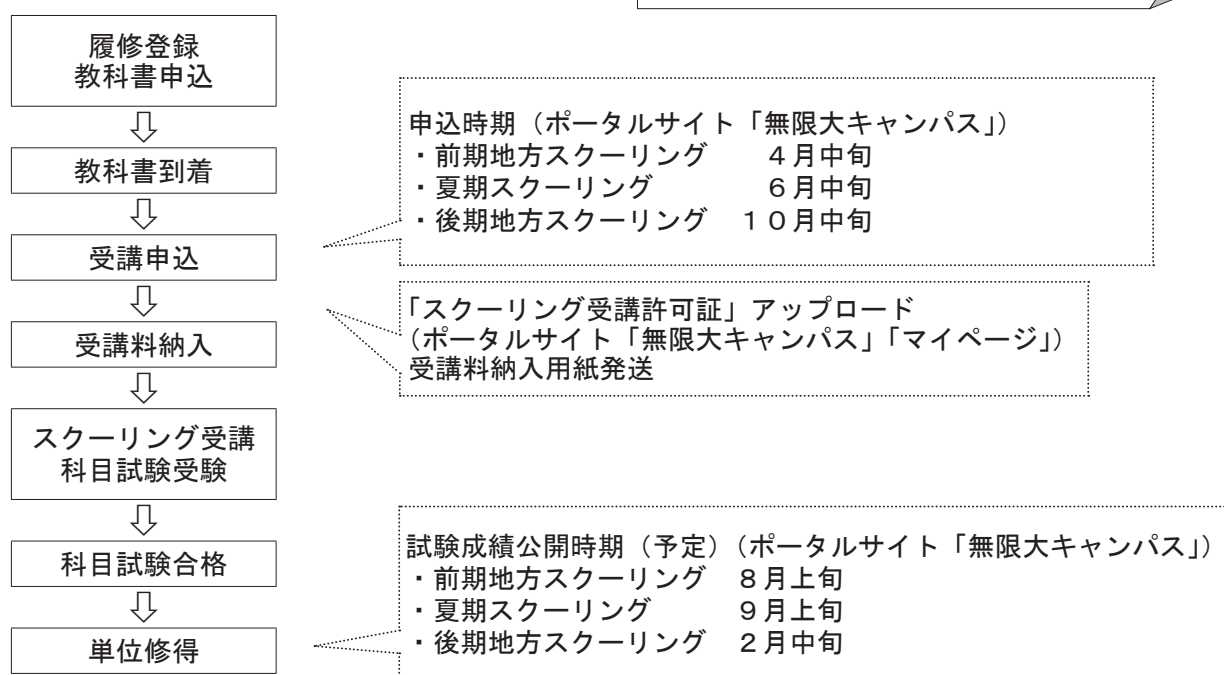 履修登録
教科書申込
教科書到着
受講申込
申込時期（ポータルサイト「無限大キャンパス」）
・前期地方スクーリング　　４月中旬
・夏期スクーリング　　　　６月中旬
・後期地方スクーリング　１０月中旬
受講料納入
「スクーリング受講許可証」アップロード
（ポータルサイト「無限大キャンパス」「マイページ」）
受講料納入用紙発送
スクーリング受講
科目試験受験
科目試験合格
単位修得
試験成績公開時期（予定）（ポータルサイト「無限大キャンパス」）
・前期地方スクーリング　８月上旬
・夏期スクーリング　　　９月上旬
・後期地方スクーリング　２月中旬